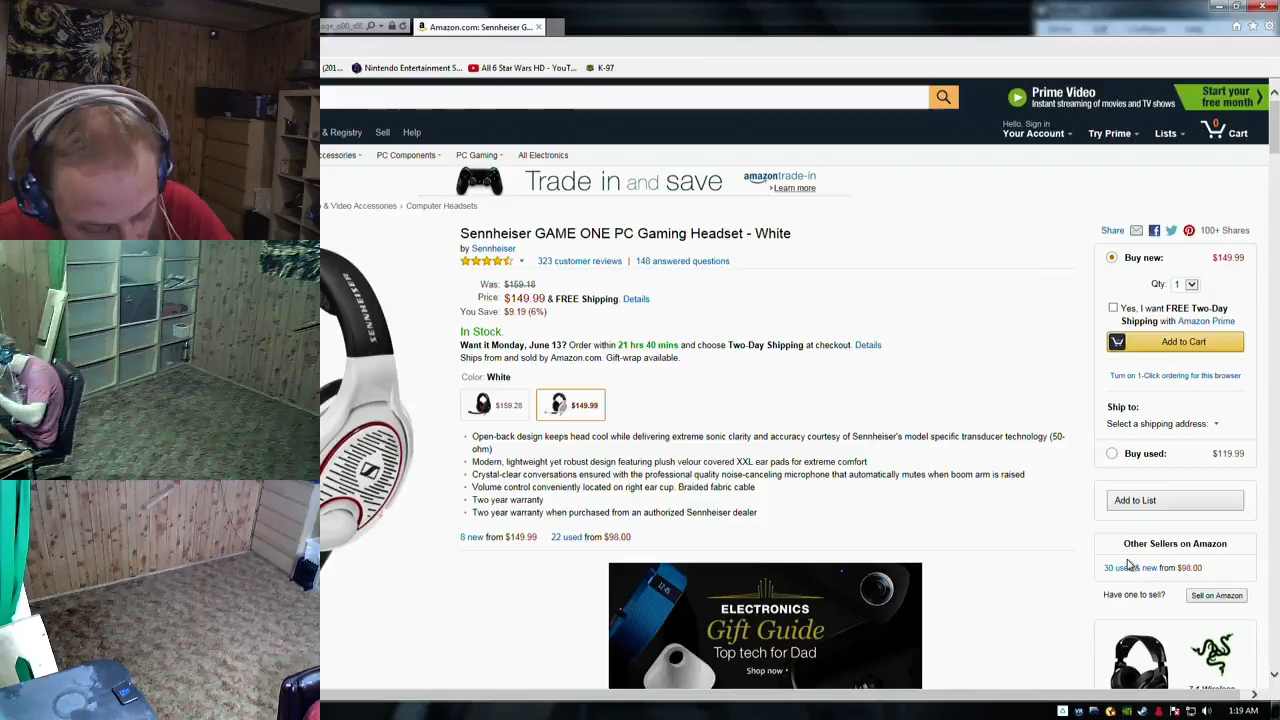 Amazon.com: Sennheiser G...
(201...
Nintendo Entertainment S...
All 6 Star Wars HD - YouT...
K-97
Prime Video
Instant streaming of movies and TV shows
Start your
free month
& Registry
Sell
Help
Hello. Sign in
Your Account
Try Prime
Lists
0
Cart
PC Components
PC Gaming
All Electronics
Trade in and save
amazontrade-in
Learn more
& Video Accessories › Computer Headsets
Sennheiser GAME ONE PC Gaming Headset - White
by Sennheiser
323 customer reviews | 148 answered questions
Was: $159.18
Price: $149.99 & FREE Shipping. Details
You Save: $9.19 (6%)
In Stock.
Want it Monday, June 13? Order within 21 hrs 40 mins and choose Two-Day Shipping at checkout. Details
Ships from and sold by Amazon.com. Gift-wrap available.
Color: White
$159.28
$149.99
Open-back design keeps head cool while delivering extreme sonic clarity and accuracy courtesy of Sennheiser's model specific transducer technology (50-
ohm)
Modern, lightweight yet robust design featuring plush velour covered XXL ear pads for extreme comfort
Crystal-clear conversations ensured with the professional quality noise-canceling microphone that automatically mutes when boom arm is raised
Volume control conveniently located on right ear cup. Braided fabric cable
Two year warranty
Two year warranty when purchased from an authorized Sennheiser dealer
8 new from $149.99
22 used from $98.00
SENNHEISER
ELECTRONICS
Gift Guide
Top tech for Dad
Shop now
12:45
Share
100+ Shares
Buy new:
$149.99
Qty: 1
Yes, I want FREE Two-Day
Shipping with Amazon Prime
Add to Cart
Turn on 1-Click ordering for this browser
Ship to:
Select a shipping address:
Buy used:
$119.99
Add to List
Other Sellers on Amazon
30 used & new from $98.00
Have one to sell?
Sell on Amazon
1:19 AM